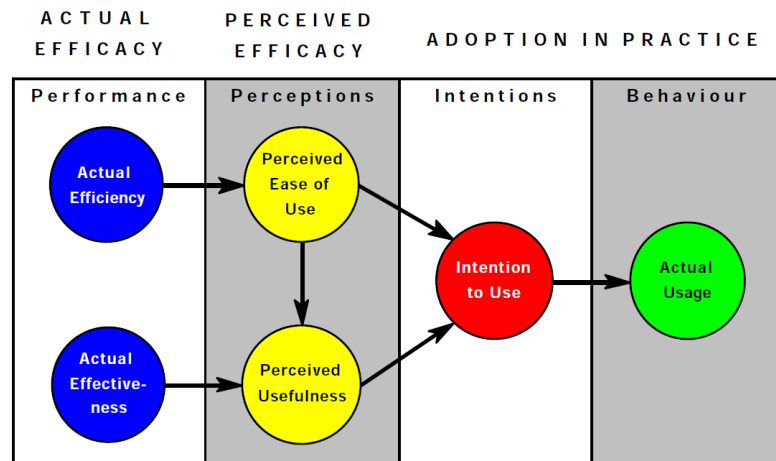 ACTUAL
EFFICACY
PERCEIVED
EFFICACY
ADOPTION IN PRACTICE
Performance
Perceptions
Intentions
Behaviour
Actual
Efficiency
Perceived
Ease of
Use
Intention
to Use
Actual
Usage
Actual
Effective-
ness
Perceived
Usefulness